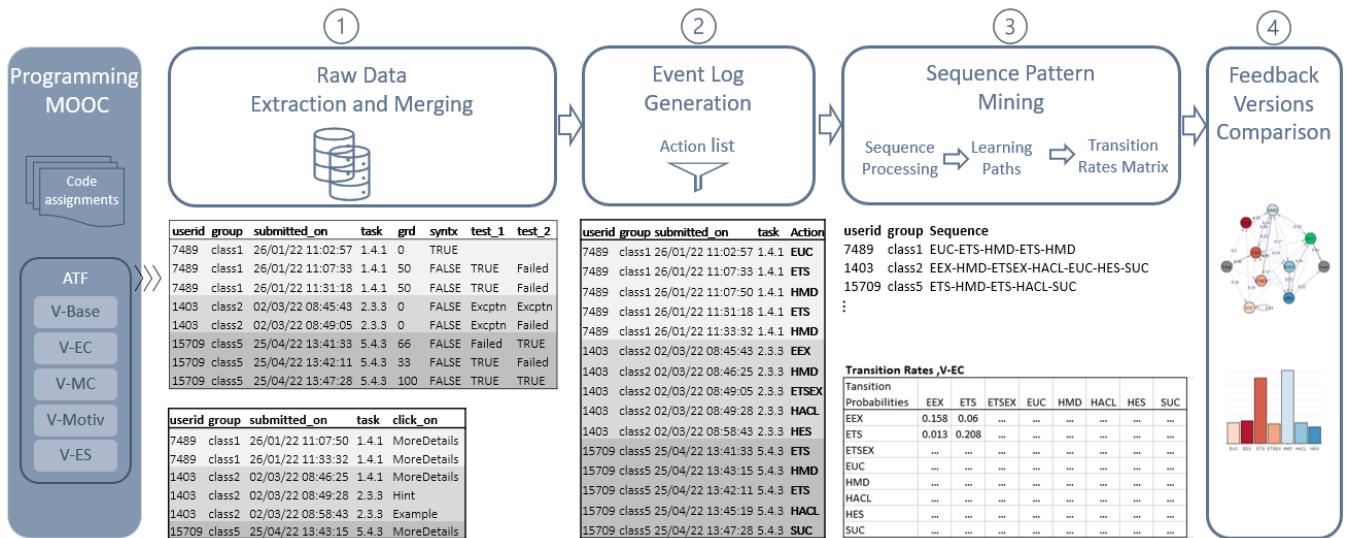 1
2
3
4
Programming
MOOC
Code
assignments
ATF
V-Base
V-EC
V-MC
V-Motiv
V-ES
Raw Data
Extraction and Merging
userid group submitted_on task grd syntx test_1 test_2
7489 class1 26/01/22 11:02:57 1.4.1 0 TRUE
7489 class1 26/01/22 11:07:33 1.4.1 50 FALSE TRUE Failed
7489 class1 26/01/22 11:31:18 1.4.1 50 FALSE TRUE Failed
1403 class2 02/03/22 08:45:43 2.3.3 0 FALSE Excptn Excptn
1403 class2 02/03/22 08:49:05 2.3.3 0 FALSE Excptn Failed
15709 class5 25/04/22 13:41:33 5.4.3 66 FALSE Failed TRUE
15709 class5 25/04/22 13:42:11 5.4.3 33 FALSE TRUE Failed
15709 class5 25/04/22 13:47:28 5.4.3 100 FALSE TRUE TRUE
userid group submitted_on task click_on
7489 class1 26/01/22 11:07:50 1.4.1 MoreDetails
7489 class1 26/01/22 11:33:32 1.4.1 MoreDetails
1403 class2 02/03/22 08:46:25 1.4.1 MoreDetails
1403 class2 02/03/22 08:49:28 2.3.3 Hint
1403 class2 02/03/22 08:58:43 2.3.3 Example
15709 class5 25/04/22 13:43:15 5.4.3 MoreDetails
Event Log
Generation
Action list
userid group submitted_on task Action
7489 class1 26/01/22 11:02:57 1.4.1 EUC
7489 class1 26/01/22 11:07:33 1.4.1 ETS
7489 class1 26/01/22 11:07:50 1.4.1 HMD
7489 class1 26/01/22 11:31:18 1.4.1 ETS
7489 class1 26/01/22 11:33:32 1.4.1 HMD
1403 class2 02/03/22 08:45:43 2.3.3 EEX
1403 class2 02/03/22 08:46:25 2.3.3 HMD
1403 class2 02/03/22 08:49:05 2.3.3 ETSEX
1403 class2 02/03/22 08:49:28 2.3.3 HACL
1403 class2 02/03/22 08:58:43 2.3.3 HES
15709 class5 25/04/22 13:41:33 5.4.3 ETS
15709 class5 25/04/22 13:43:15 5.4.3 HMD
15709 class5 25/04/22 13:42:11 5.4.3 ETS
15709 class5 25/04/22 13:45:19 5.4.3 HACL
15709 class5 25/04/22 13:47:28 5.4.3 SUC
Sequence Pattern
Mining
Sequence
Processing
Learning
Paths
Transition
Rates Matrix
userid group Sequence
7489 class1 EUC-ETS-HMD-ETS-HMD
1403 class2 EEX-HMD-ETSEX-HACL-EUC-HES-SUC
15709 class5 ETS-HMD-ETS-HACL-SUC
⋮
Transition Rates ,V-EC
Tansition
Probabilities EEX ETS ETSEX EUC HMD HACL HES SUC
EEX 0.158 0.06 ... ... ... ... ... ...
ETS 0.013 0.208 ... ... ... ... ... ...
ETSEX ... ... ... ... ... ... ... ...
EUC ... ... ... ... ... ... ... ...
HMD ... ... ... ... ... ... ... ...
HACL ... ... ... ... ... ... ... ...
HES ... ... ... ... ... ... ... ...
SUC ... ... ... ... ... ... ... ...
Feedback
Versions
Comparison
EUC EEX ETS ETSEX HMD HACL HES